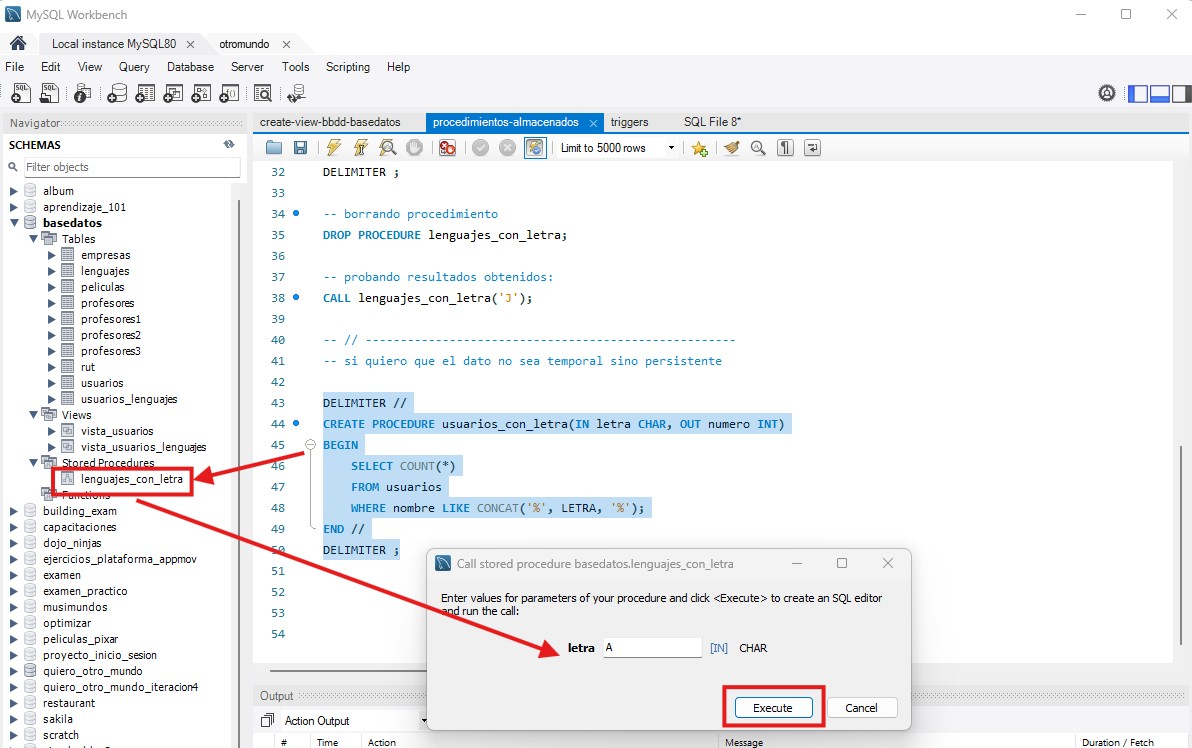 MySQL Workbench
Local instance MySQL80
otromundo
File Edit View Query Database Server Tools Scripting Help
Navigator
SCHEMAS
Filter objects
album
aprendizaje_101
basedatos
Tables
empresas
lenguajes
peliculas
profesores
profesores1
profesores2
profesores3
rut
usuarios
usuarios_lenguajes
Views
vista_usuarios
vista_usuarios_lenguajes
Stored Procedures
lenguajes_con_letra
Functions
building_exam
capacitaciones
dojo_ninjas
ejercicios_plataforma_appmov
examen
examen_practico
musimundos
optimizar
peliculas_pixar
proyecto_inicio_sesion
quiero_otro_mundo
quiero_otro_mundo_iteracion4
restaurant
sakila
scratch
create-view-bbdd-basedatos procedimientos-almacenados triggers SQL File 8*
Limit to 5000 rows
32 DELIMITER ;
33
34 -- borrando procedimiento
35 DROP PROCEDURE lenguajes_con_letra;
36
37 -- probando resultados obtenidos:
38 CALL lenguajes_con_letra('J');
39
40 -- // ----------------------------------------------------
41 -- si quiero que el dato no sea temporal sino persistente
42
43 DELIMITER //
44 CREATE PROCEDURE usuarios_con_letra(IN letra CHAR, OUT numero INT)
45 BEGIN
46 SELECT COUNT(*)
47 FROM usuarios
48 WHERE nombre LIKE CONCAT('%', LETRA, '%');
49 END //
50 DELIMITER ;
51
52
53
54
Call stored procedure basedatos.lenguajes_con_letra
Enter values for parameters of your procedure and click <Execute> to create an SQL editor
and run the call:
letra A [IN] CHAR
Execute Cancel
Output
Action Output
# Time Action Message Duration / Fetch